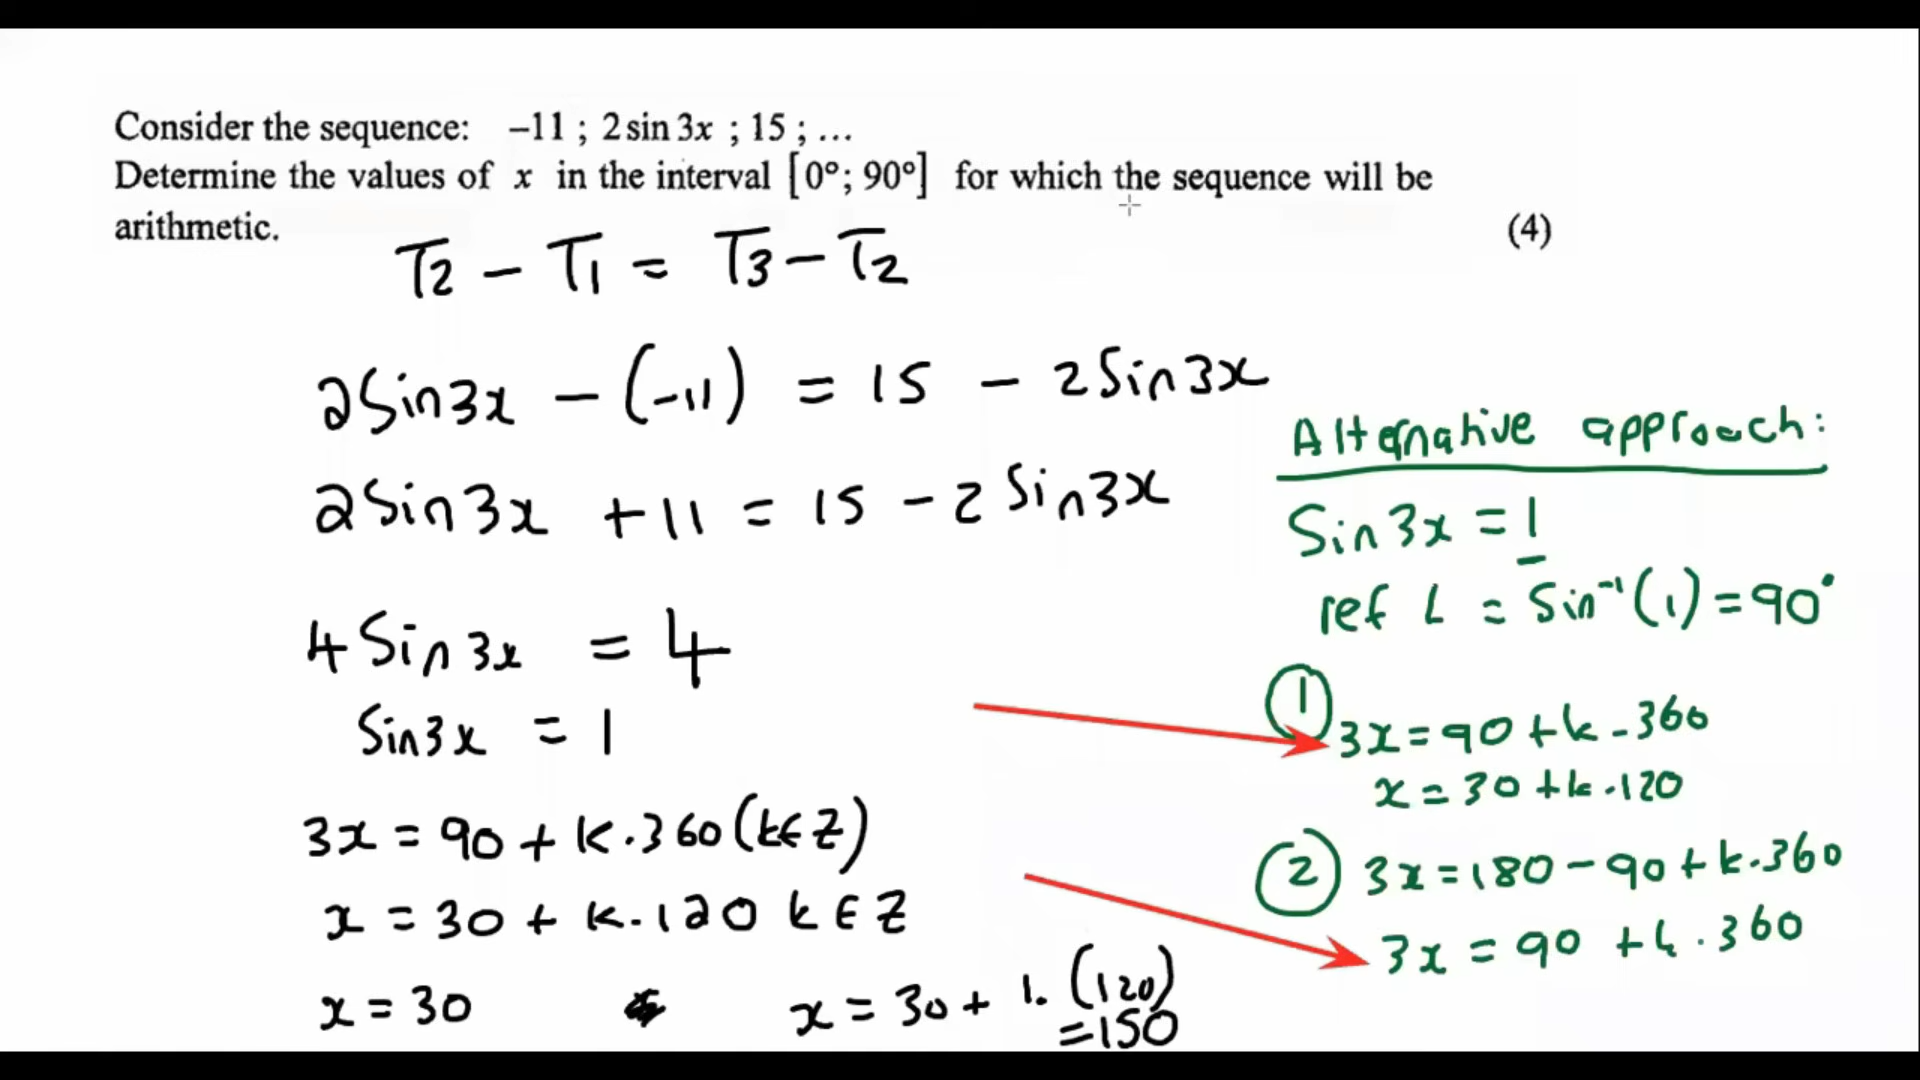 Consider the sequence: –11 ; 2 sin 3x ; 15 ; ...
Determine the values of x in the interval [0°; 90°] for which the sequence will be
arithmetic. (4)
T2 – T1 = T3 – T2
2Sin3x – (–11) = 15 – 2Sin3x
2Sin3x + 11 = 15 – 2Sin3x
4Sin3x = 4
Sin3x = 1
3x = 90 + k.360 (k∈Z)
x = 30 + k.120 k∈Z
x = 30
x = 30 + 1.(120)
= 150
Alternative approach:
Sin3x = 1
ref L = Sin⁻¹(1) = 90°
① 3x = 90 + k - 360
x = 30 + k.120
② 3x = 180 – 90 + k.360
3x = 90 + k.360